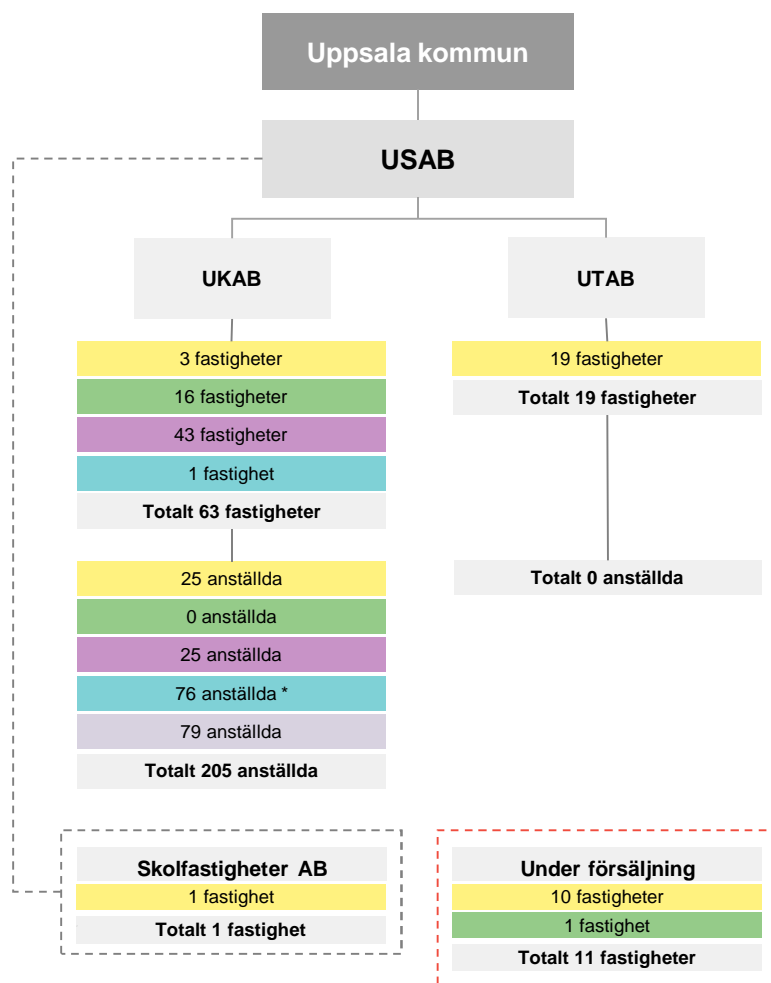 Uppsala kommun
USAB
UKAB
UTAB
3 fastigheter
16 fastigheter
43 fastigheter
1 fastighet
Totalt 63 fastigheter
19 fastigheter
Totalt 19 fastigheter
25 anställda
0 anställda
25 anställda
76 anställda *
79 anställda
Totalt 205 anställda
Totalt 0 anställda
Skolfastigheter AB
1 fastighet
Totalt 1 fastighet
Under försäljning
10 fastigheter
1 fastighet
Totalt 11 fastigheter